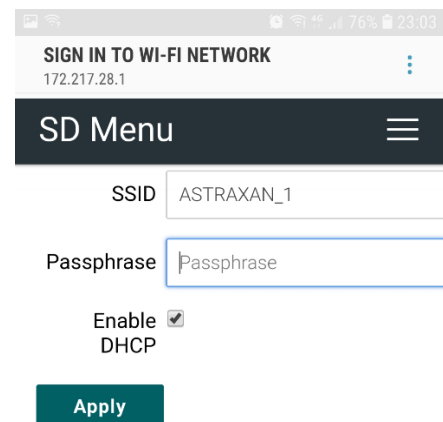 76% 23:03
SIGN IN TO WI-FI NETWORK
172.217.28.1
SD Menu
SSID ASTRAXAN_1
Passphrase Passphrase
Enable
DHCP
Apply